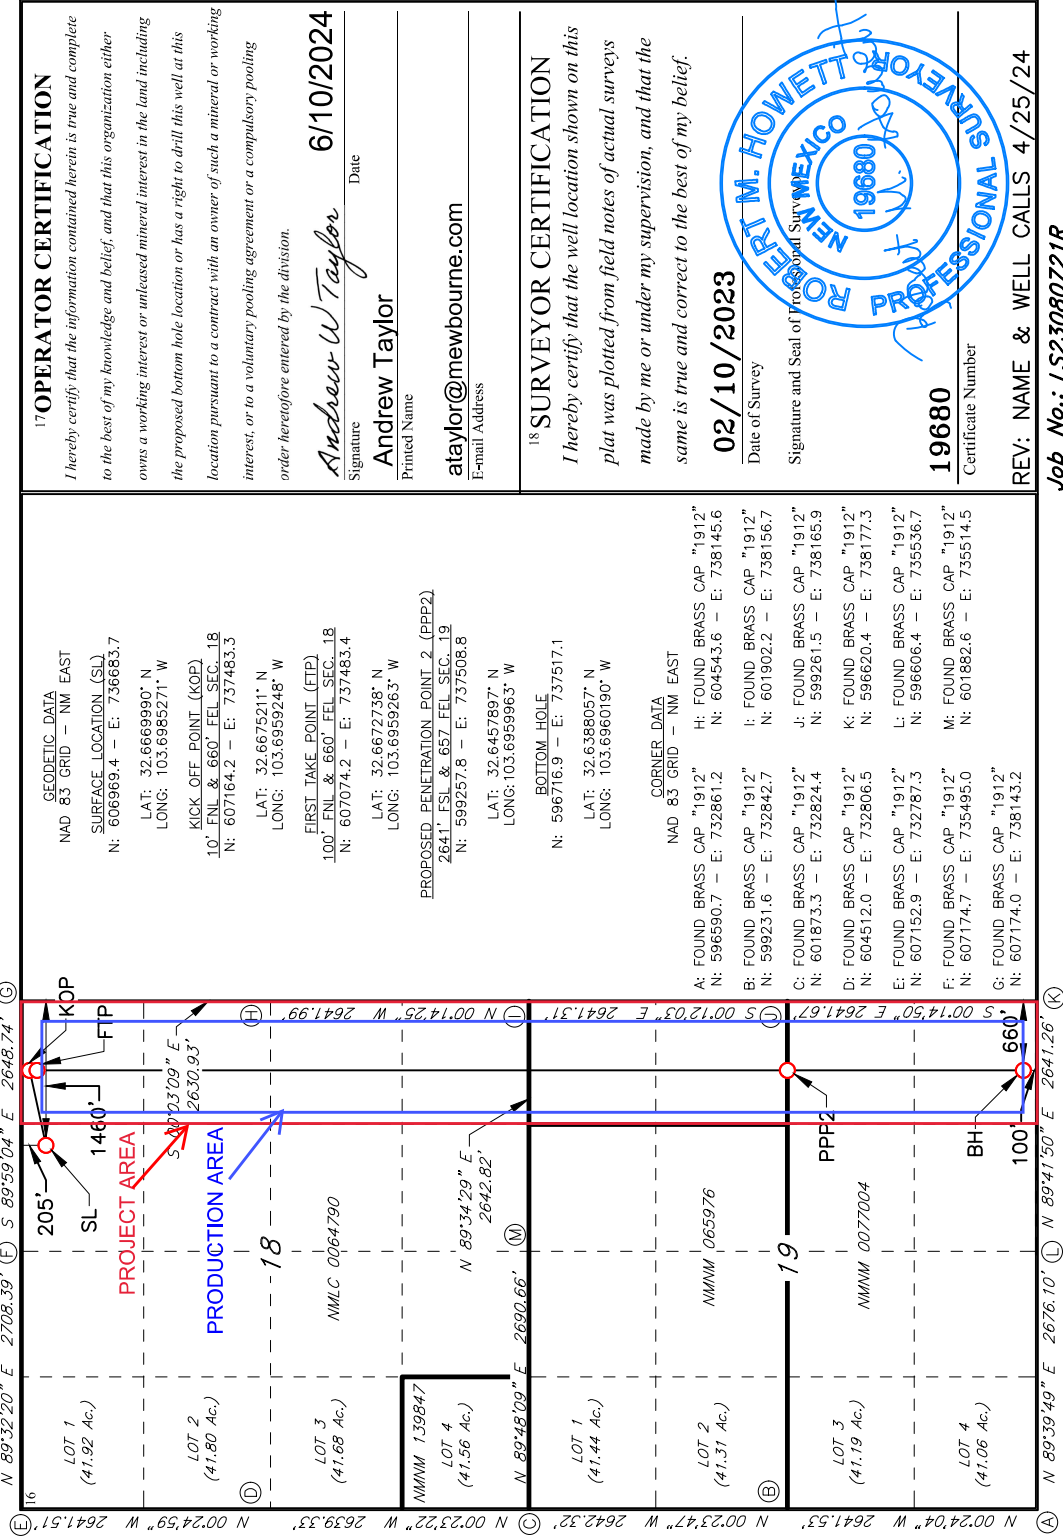 16
N 89°32'20" E 2708.39'
S 89°59'04" E 2648.74'
E
F
G
LOT 1
(41.92 Ac.)
LOT 2
(41.80 Ac.)
LOT 3
(41.68 Ac.)
NMNM 139847
LOT 4
(41.56 Ac.)
N 00°24'59" W 2641.51'
D
N 00°23'22" W 2639.33'
C
205'
SL
1460'
KOP
FTP
PROJECT AREA
PRODUCTION AREA
S 00°03'09" E
2630.93'
18
NMLC 0064790
H
N 00°14'25" W 2641.99'
I
N 89°34'29" E
2642.82'
M
N 89°48'09" E 2690.66'
LOT 1
(41.44 Ac.)
LOT 2
(41.31 Ac.)
LOT 3
(41.19 Ac.)
LOT 4
(41.06 Ac.)
N 00°23'47" W 2642.32'
B
N 00°24'04" W 2641.53'
A
NMNM 065976
19
NMNM 0077004
PPP2
BH
100'
660'
S 00°12'03" E 2641.31'
J
S 00°14'50" E 2641.67'
K
N 89°39'49" E 2676.10'
L
N 89°41'50" E 2641.26'
GEODETIC DATA
NAD 83 GRID – NM EAST
SURFACE LOCATION (SL)
N: 606969.4 – E: 736683.7
LAT: 32.6669990° N
LONG: 103.6985271° W
KICK OFF POINT (KOP)
10' FNL & 660' FEL SEC. 18
N: 607164.2 – E: 737483.3
LAT: 32.6675211° N
LONG: 103.6959248° W
FIRST TAKE POINT (FTP)
100' FNL & 660' FEL SEC. 18
N: 607074.2 – E: 737483.4
LAT: 32.6672738° N
LONG: 103.6959263° W
PROPOSED PENETRATION POINT 2 (PPP2)
2641' FSL & 657 FEL SEC. 19
N: 599257.8 – E: 737508.8
LAT: 32.6457897° N
LONG:103.6959963° W
BOTTOM HOLE
N: 596716.9 – E: 737517.1
LAT: 32.6388057° N
LONG: 103.6960190° W
CORNER DATA
NAD 83 GRID – NM EAST
A: FOUND BRASS CAP "1912"
N: 596590.7 – E: 732861.2
B: FOUND BRASS CAP "1912"
N: 599231.6 – E: 732842.7
C: FOUND BRASS CAP "1912"
N: 601873.3 – E: 732824.4
D: FOUND BRASS CAP "1912"
N: 604512.0 – E: 732806.5
E: FOUND BRASS CAP "1912"
N: 607152.9 – E: 732787.3
F: FOUND BRASS CAP "1912"
N: 607174.7 – E: 735495.0
G: FOUND BRASS CAP "1912"
N: 607174.0 – E: 738143.2
H: FOUND BRASS CAP "1912"
N: 604543.6 – E: 738145.6
I: FOUND BRASS CAP "1912"
N: 601902.2 – E: 738156.7
J: FOUND BRASS CAP "1912"
N: 599261.5 – E: 738165.9
K: FOUND BRASS CAP "1912"
N: 596620.4 – E: 738177.3
L: FOUND BRASS CAP "1912"
N: 596606.4 – E: 735536.7
M: FOUND BRASS CAP "1912"
N: 601882.6 – E: 735514.5
17 OPERATOR CERTIFICATION
I hereby certify that the information contained herein is true and complete
to the best of my knowledge and belief, and that this organization either
owns a working interest or unleased mineral interest in the land including
the proposed bottom hole location or has a right to drill this well at this
location pursuant to a contract with an owner of such a mineral or working
interest, or to a voluntary pooling agreement or a compulsory pooling
order heretofore entered by the division.
Andrew W Taylor 6/10/2024
Signature Date
Andrew Taylor
Printed Name
ataylor@mewbourne.com
E-mail Address
18 SURVEYOR CERTIFICATION
I hereby certify that the well location shown on this
plat was plotted from field notes of actual surveys
made by me or under my supervision, and that the
same is true and correct to the best of my belief.
02/10/2023
Date of Survey
Signature and Seal of Professional Surveyor
ROBERT M. HOWETT
NEW MEXICO
19680
PROFESSIONAL SURVEYOR
Robert M. Howett
19680
Certificate Number
REV: NAME & WELL CALLS 4/25/24
Job No.: LS23080721R